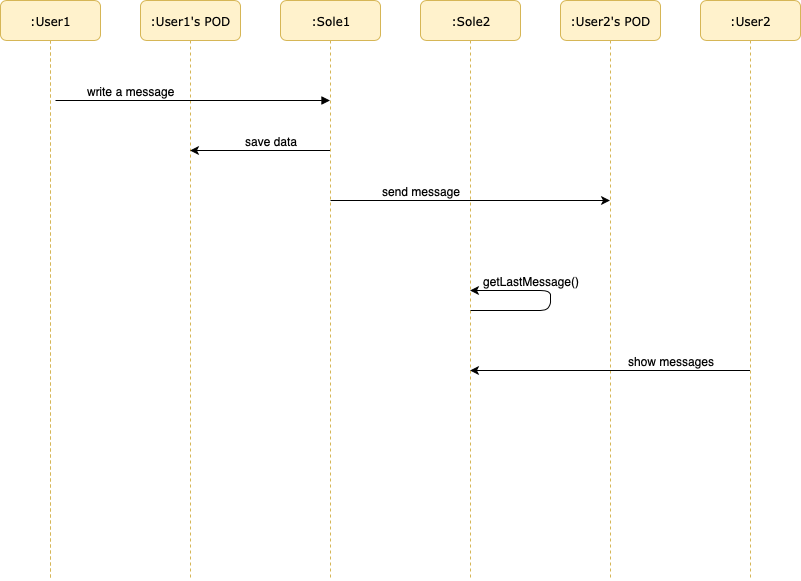 :User1
:User1's POD
:Sole1
:Sole2
:User2's POD
:User2
write a message
save data
send message
getLastMessage()
show messages